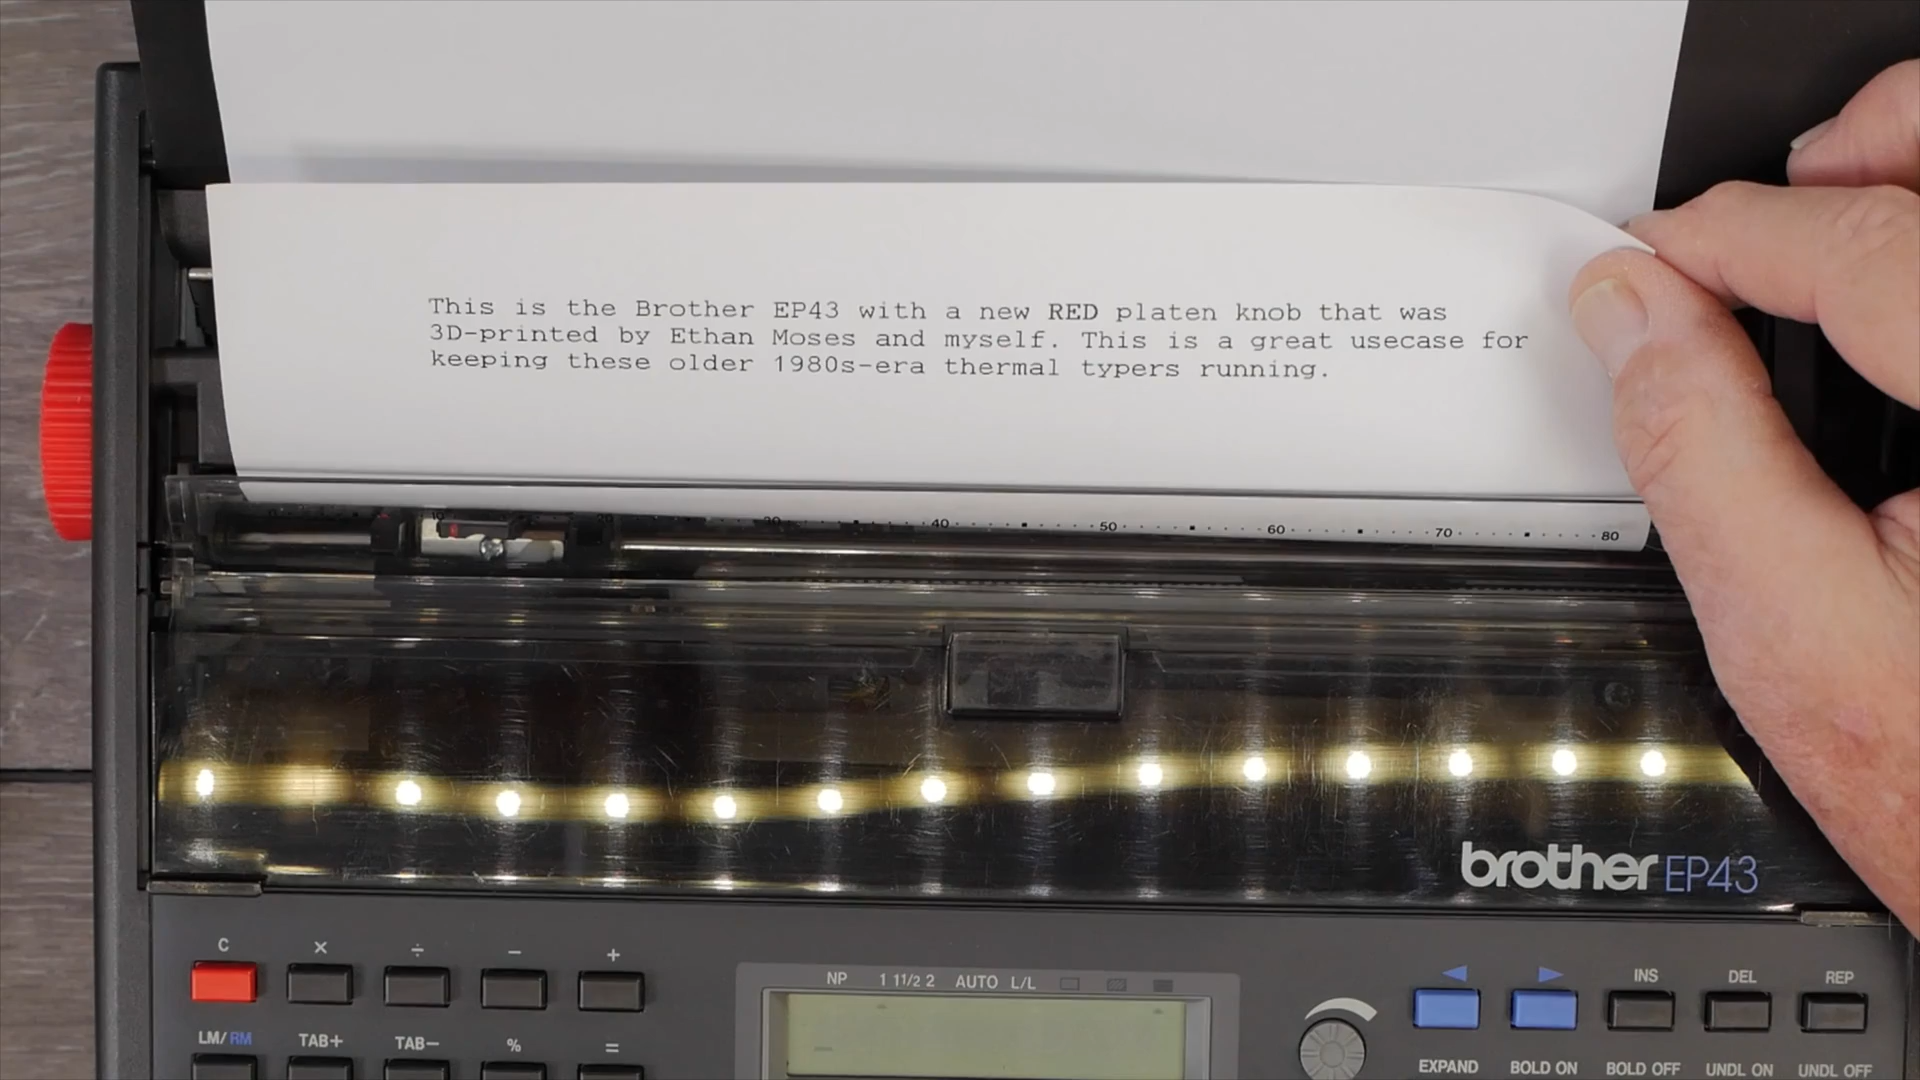 This is the Brother EP43 with a new RED platen knob that was
3D-printed by Ethan Moses and myself. This is a great usecase for
keeping these older 1980s-era thermal typers running.
10 20 30 40 50 60 70 80
brother EP43
C × ÷ − +
NP 1 11/2 2 AUTO L/L
◀ ▶ INS DEL REP
LM/RM TAB+ TAB− % =
EXPAND BOLD ON BOLD OFF UNDL ON UNDL OFF